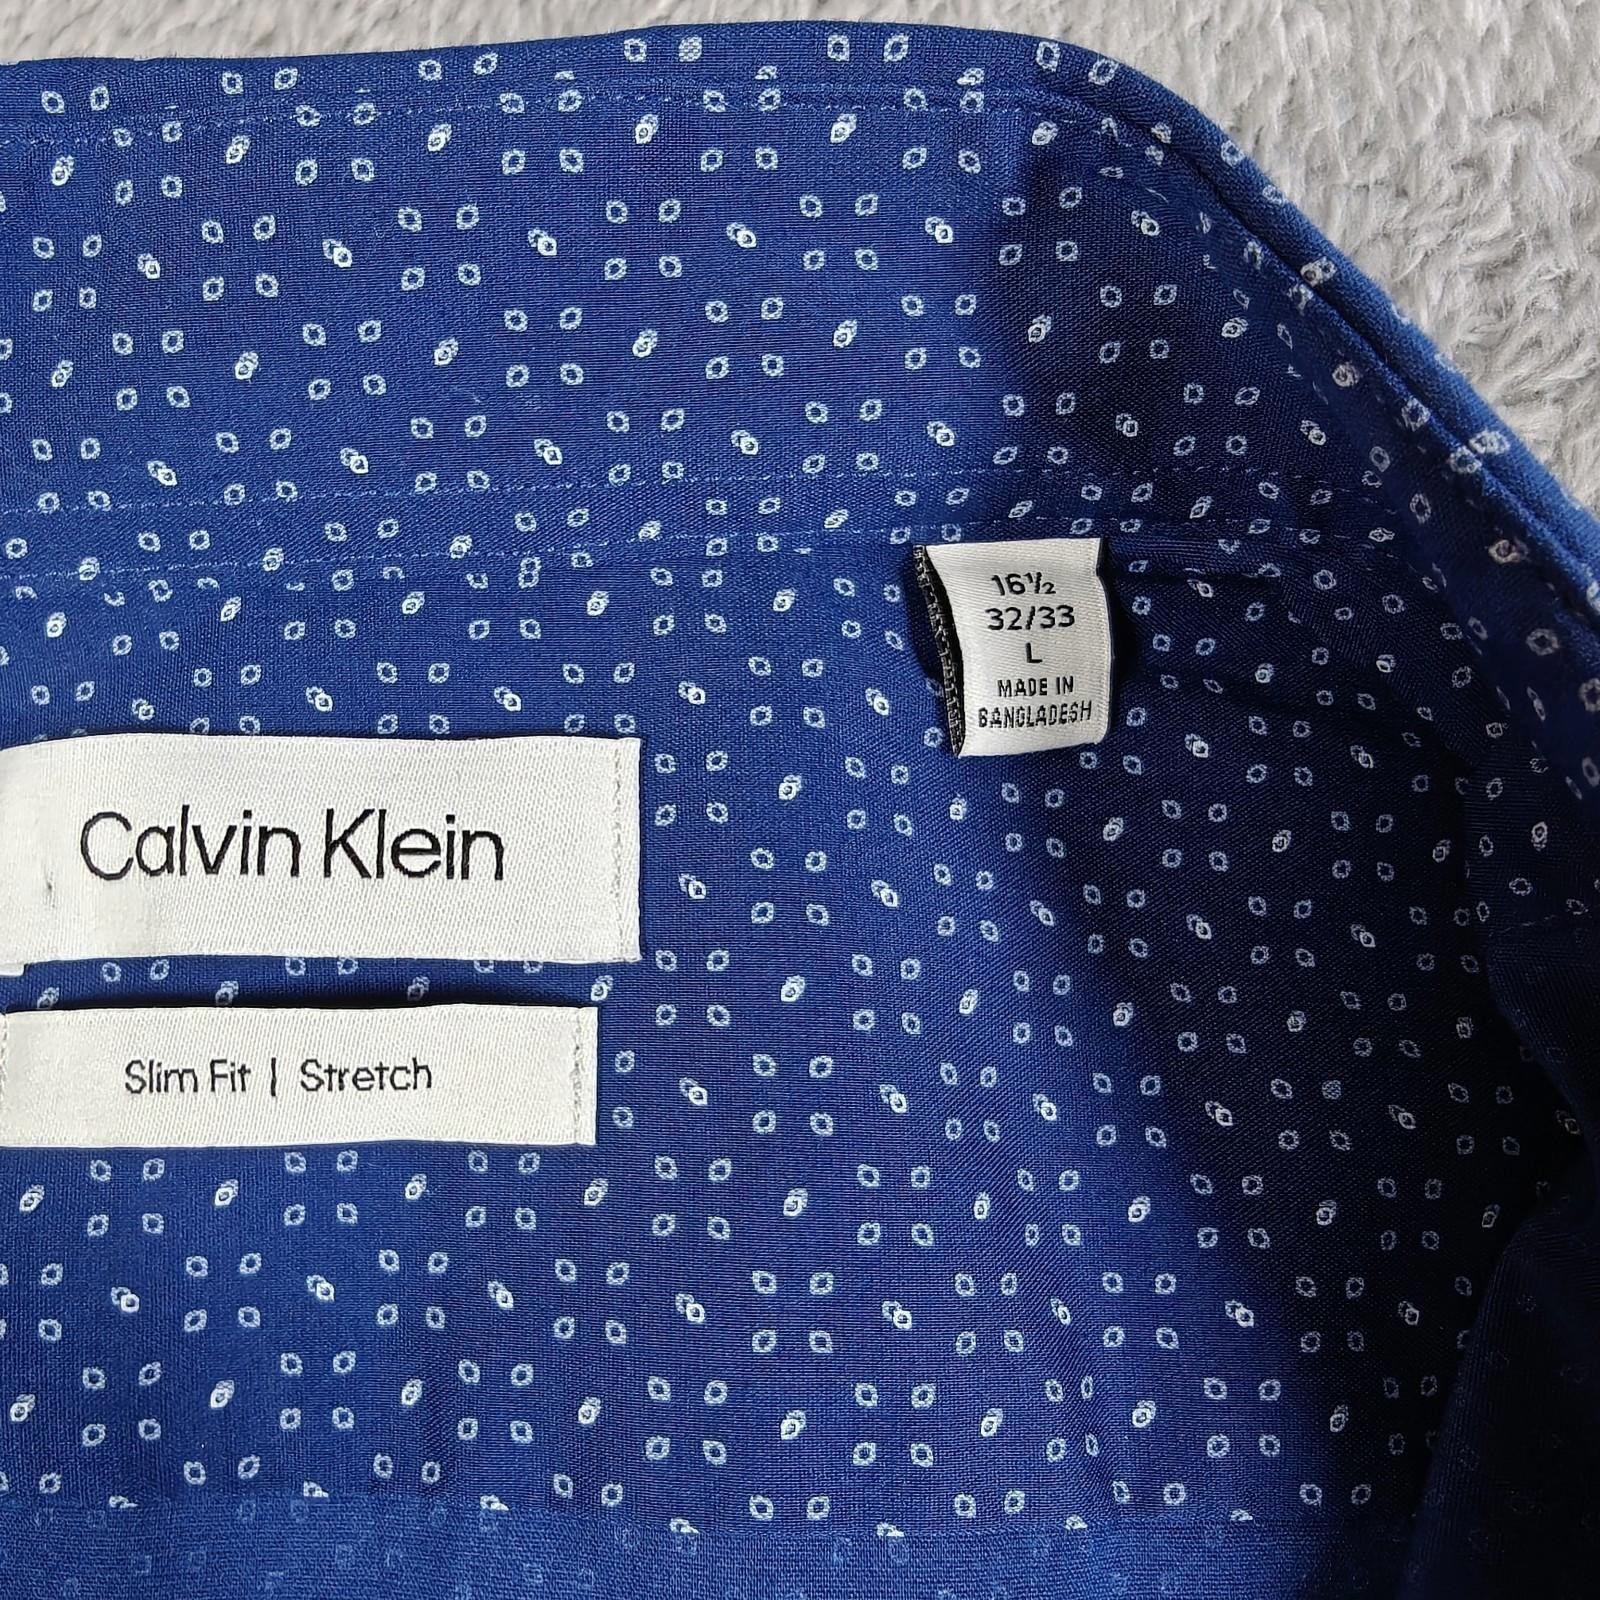 16½
32/33
L
MADE IN
BANGLADESH
Calvin Klein
Slim Fit | Stretch